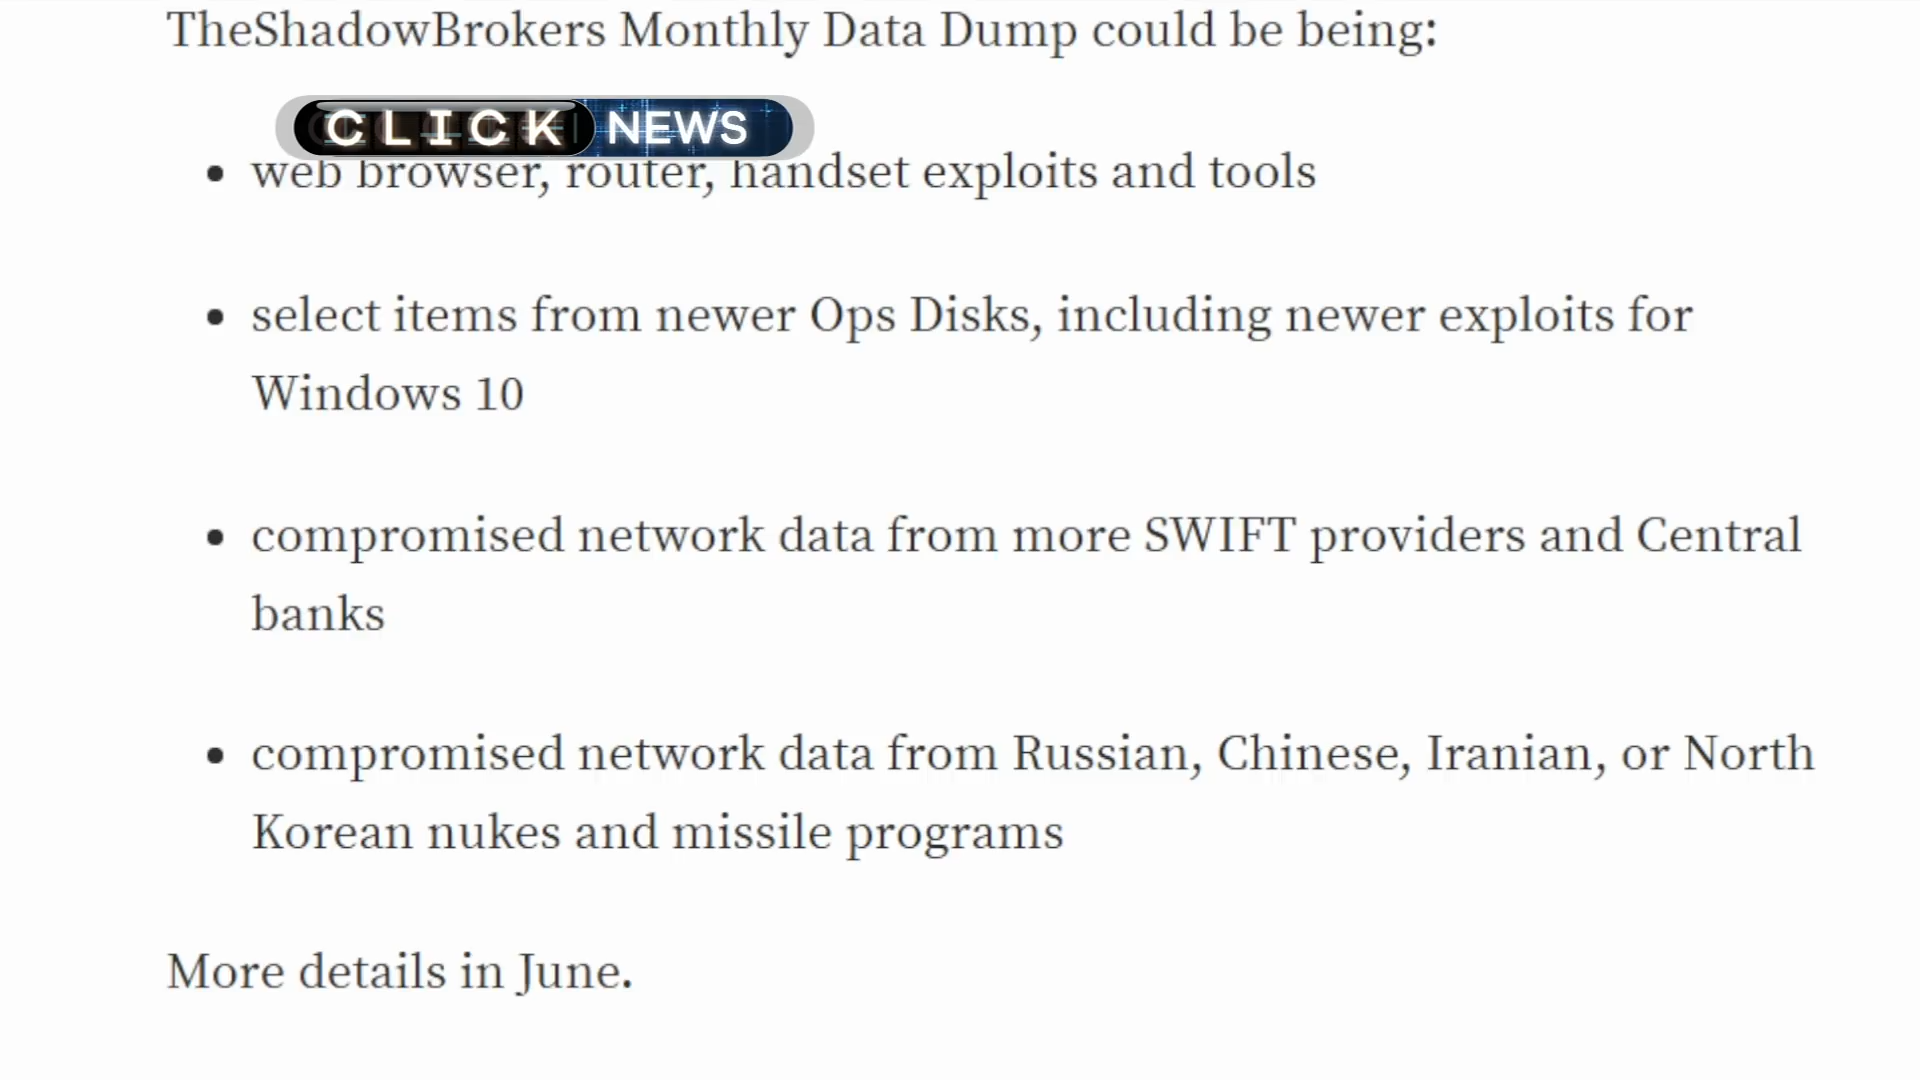 TheShadowBrokers Monthly Data Dump could be being:
CLICK NEWS
• web browser, router, handset exploits and tools
• select items from newer Ops Disks, including newer exploits for
Windows 10
• compromised network data from more SWIFT providers and Central
banks
• compromised network data from Russian, Chinese, Iranian, or North
Korean nukes and missile programs
More details in June.